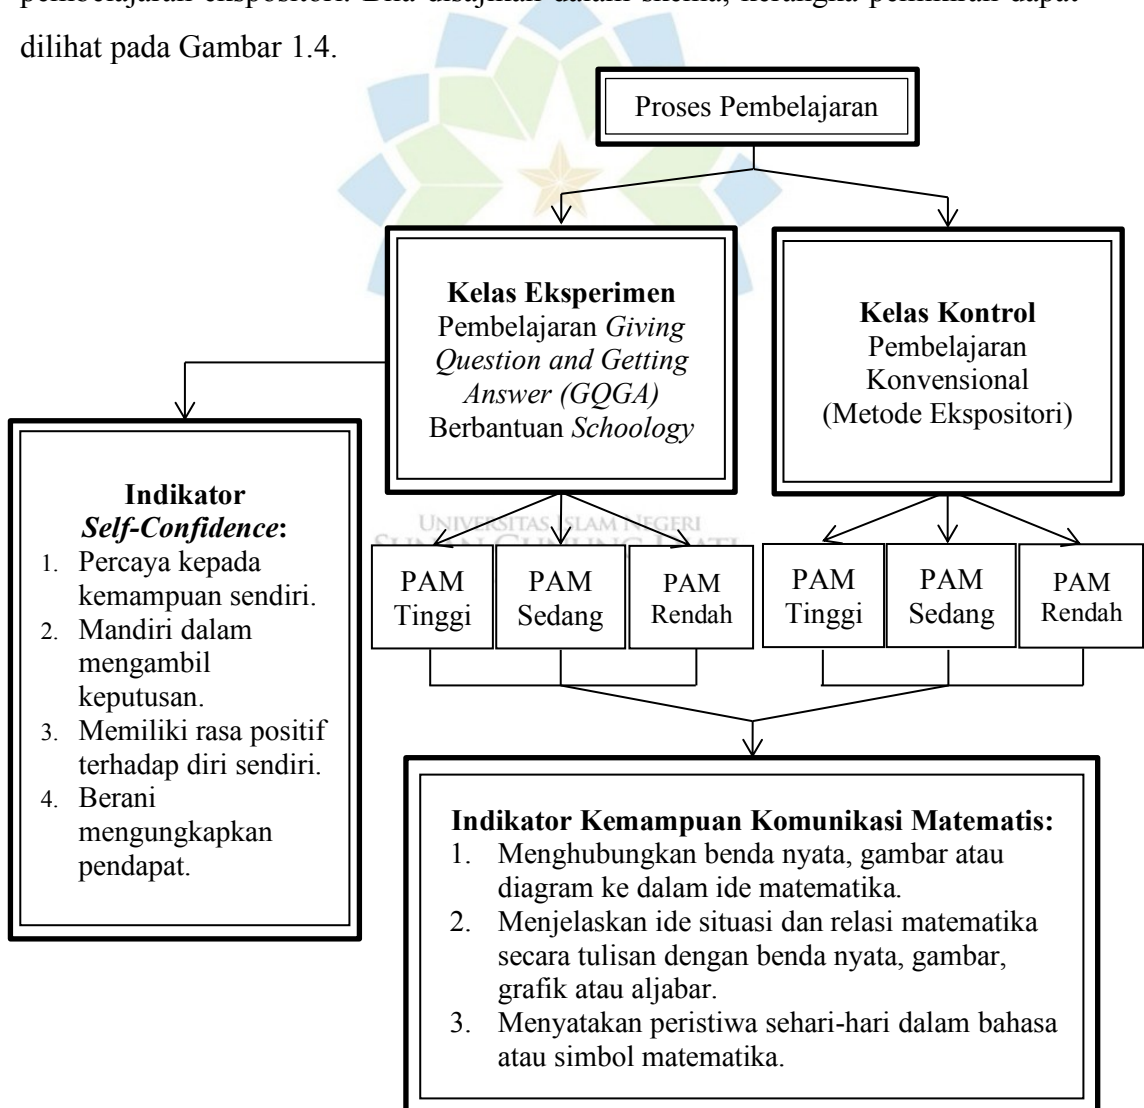 pembelajaran ekspositori. Bila disajikan dalam skema, kerangka pemikiran dapat
dilihat pada Gambar 1.4.
Proses Pembelajaran
Kelas Eksperimen
Pembelajaran Giving
Question and Getting
Answer (GQGA)
Berbantuan Schoology
Kelas Kontrol
Pembelajaran
Konvensional
(Metode Ekspositori)
Indikator
Self-Confidence:
1. Percaya kepada
kemampuan sendiri.
2. Mandiri dalam
mengambil
keputusan.
3. Memiliki rasa positif
terhadap diri sendiri.
4. Berani
mengungkapkan
pendapat.
UNIVERSITAS ISLAM NEGERI
SUNAN GUNUNG DJATI
PAM
Tinggi
PAM
Sedang
PAM
Rendah
PAM
Tinggi
PAM
Sedang
PAM
Rendah
Indikator Kemampuan Komunikasi Matematis:
1. Menghubungkan benda nyata, gambar atau
diagram ke dalam ide matematika.
2. Menjelaskan ide situasi dan relasi matematika
secara tulisan dengan benda nyata, gambar,
grafik atau aljabar.
3. Menyatakan peristiwa sehari-hari dalam bahasa
atau simbol matematika.